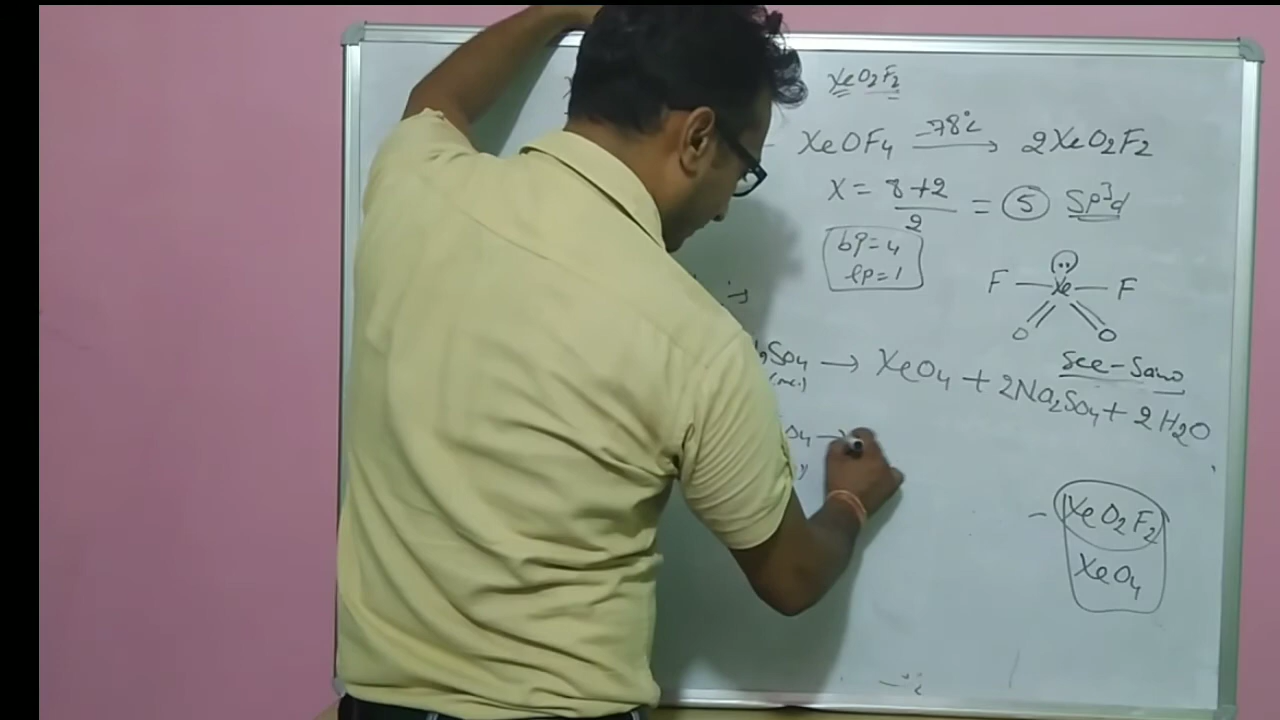 XeO2F2
XeOF4 —78°c→ 2XeO2F2
X = 8+2/2 = 5 Sp3d
bp=4
lp=1
F — Xe — F
O O
See-Saw
SO4 → XeO4 + 2Na2SO4 + 2H2O
O4 →
- XeO2F2
XeO4